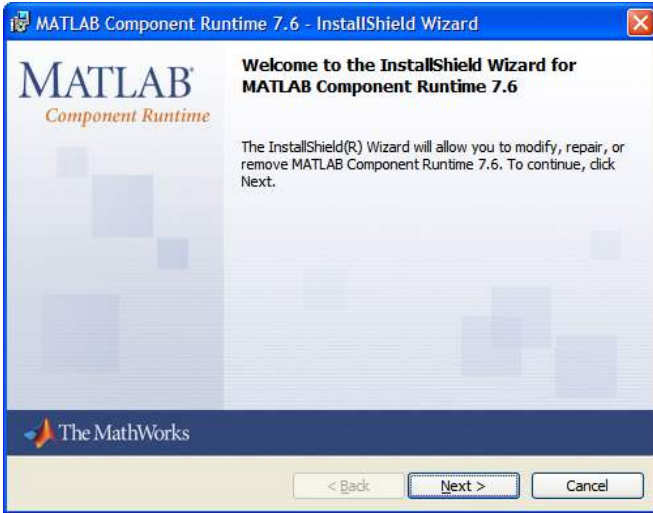 MATLAB Component Runtime 7.6 - InstallShield Wizard
MATLAB®
Component Runtime
Welcome to the InstallShield Wizard for
MATLAB Component Runtime 7.6
The InstallShield(R) Wizard will allow you to modify, repair, or
remove MATLAB Component Runtime 7.6. To continue, click
Next.
The MathWorks
< Back
Next >
Cancel